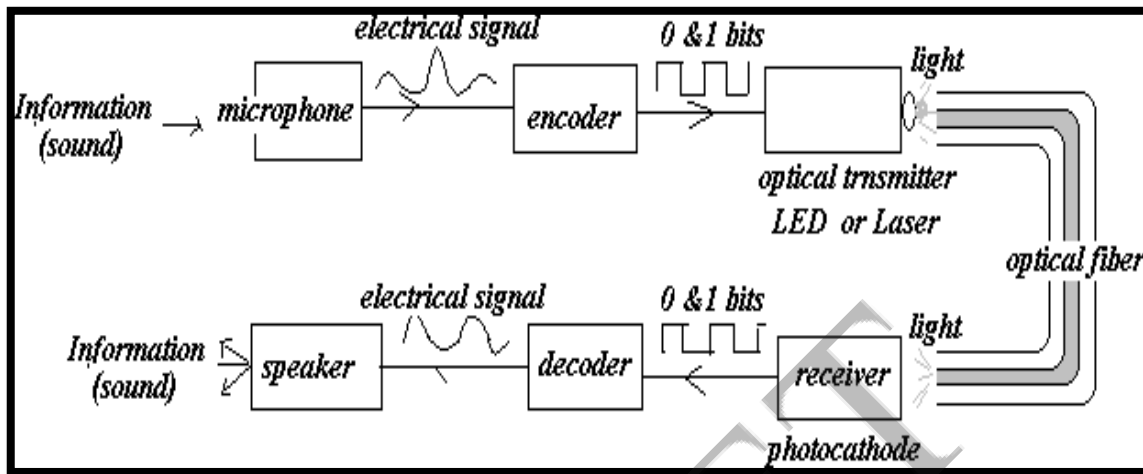 electrical signal
0 &1 bits
light
Information
(sound)
microphone
encoder
optical trnsmitter
LED or Laser
optical fiber
electrical signal
0 &1 bits
light
Information
(sound)
speaker
decoder
receiver
photocathode